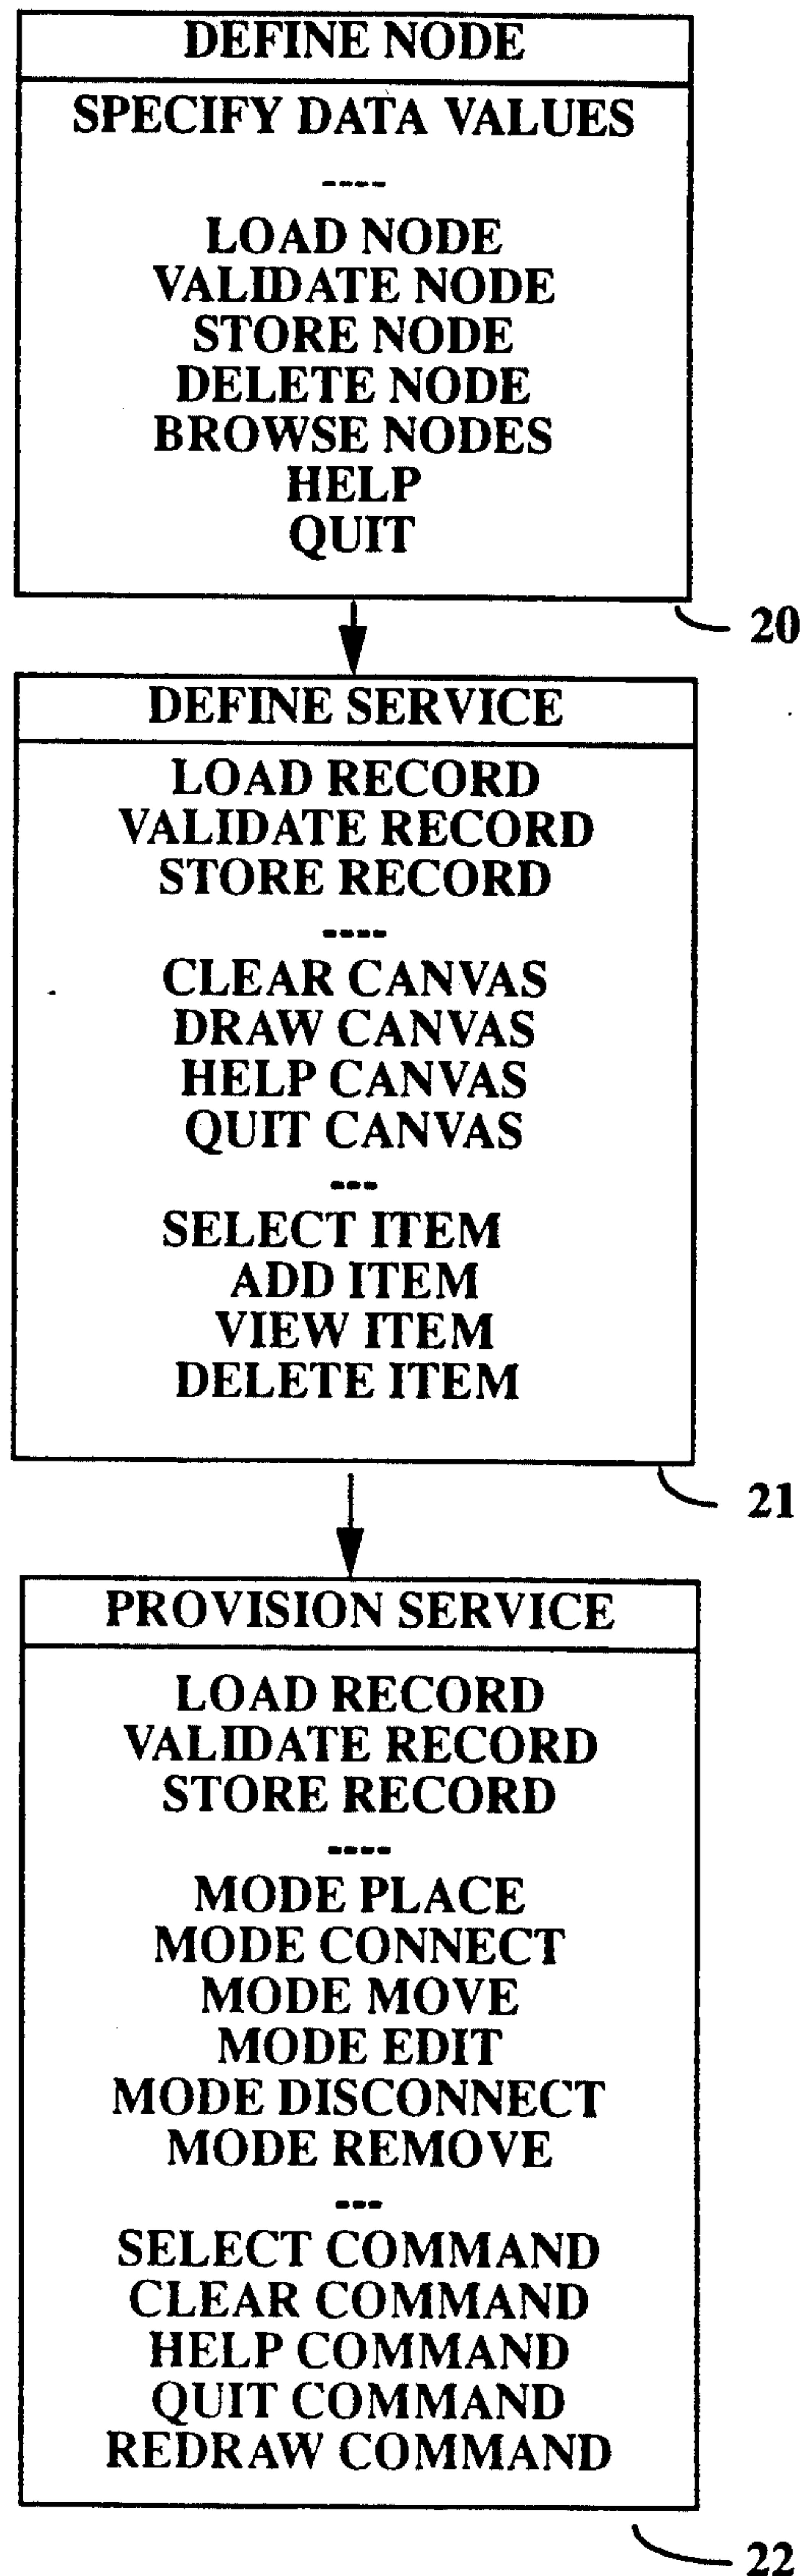 DEFINE NODE
SPECIFY DATA VALUES
----
LOAD NODE
VALIDATE NODE
STORE NODE
DELETE NODE
BROWSE NODES
HELP
QUIT
20
DEFINE SERVICE
LOAD RECORD
VALIDATE RECORD
STORE RECORD
----
CLEAR CANVAS
DRAW CANVAS
HELP CANVAS
QUIT CANVAS
---
SELECT ITEM
ADD ITEM
VIEW ITEM
DELETE ITEM
21
PROVISION SERVICE
LOAD RECORD
VALIDATE RECORD
STORE RECORD
----
MODE PLACE
MODE CONNECT
MODE MOVE
MODE EDIT
MODE DISCONNECT
MODE REMOVE
---
SELECT COMMAND
CLEAR COMMAND
HELP COMMAND
QUIT COMMAND
REDRAW COMMAND
22